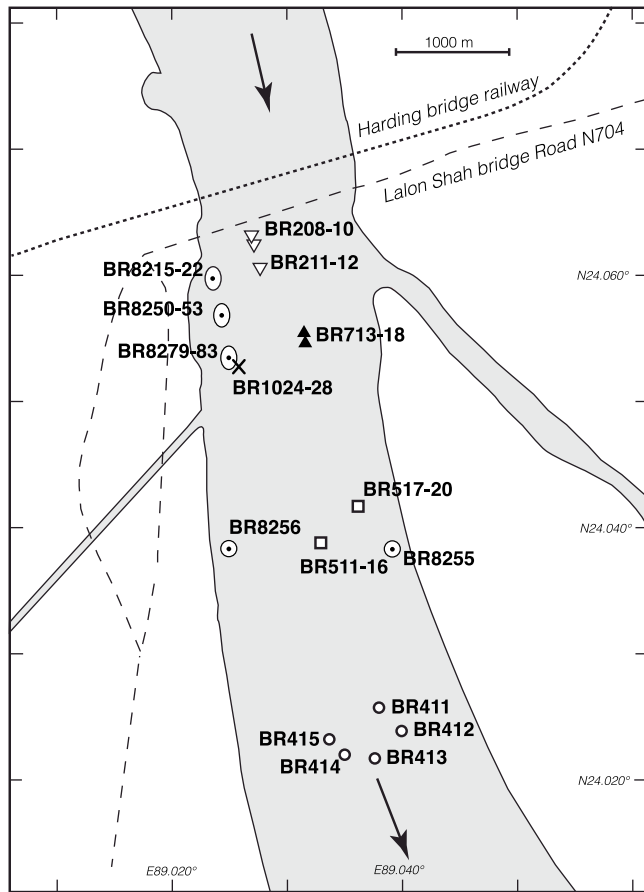 1000 m
Harding bridge railway
Lalon Shah bridge Road N704
BR208-10
BR211-12
BR8215-22
N24.060°
BR8250-53
BR713-18
BR8279-83
BR1024-28
BR517-20
BR8256
N24.040°
BR511-16
BR8255
BR411
BR412
BR415
BR414
BR413
N24.020°
E89.020°
E89.040°